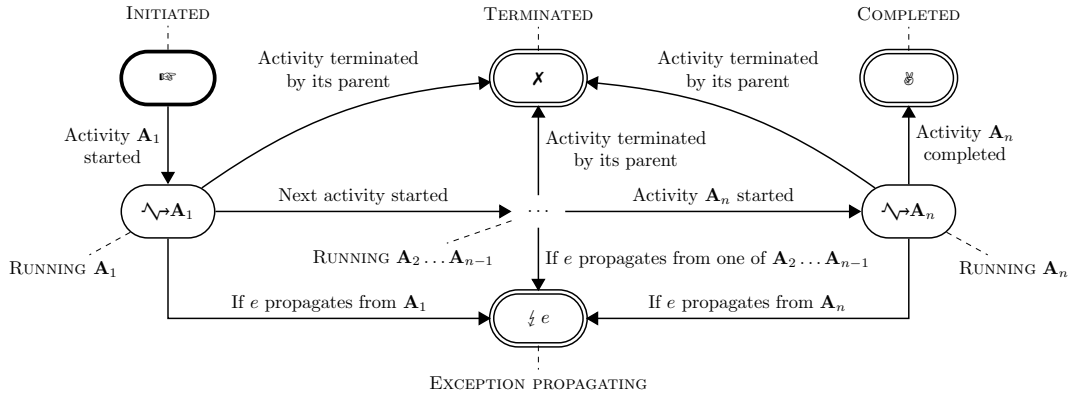 INITIATED
TERMINATED
COMPLETED
☞
✗
✌
Activity terminated
by its parent
Activity terminated
by its parent
Activity A₁
started
Activity terminated
by its parent
Activity Aₙ
completed
A₁
Next activity started
···
Activity Aₙ started
Aₙ
RUNNING A₁
RUNNING A₂ … Aₙ₋₁
If e propagates from one of A₂ … Aₙ₋₁
RUNNING Aₙ
If e propagates from A₁
If e propagates from Aₙ
e
EXCEPTION PROPAGATING